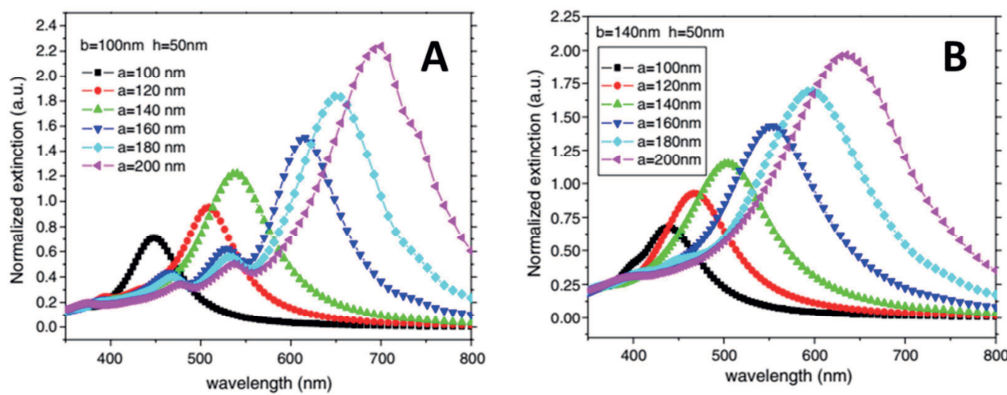 Normalized extinction (a.u.)
2.4
2.2
2.0
1.8
1.6
1.4
1.2
1.0
0.8
0.6
0.4
0.2
0.0
b=100nm h=50nm
A
a=100 nm
a=120 nm
a=140 nm
a=160 nm
a=180 nm
a=200 nm
400 500 600 700 800
wavelength (nm)
Normalized extinction (a.u.)
2.25
2.00
1.75
1.50
1.25
1.00
0.75
0.50
0.25
0.00
b=140nm h=50nm
B
a=100nm
a=120nm
a=140nm
a=160nm
a=180nm
a=200nm
400 500 600 700 800
wavelength (nm)